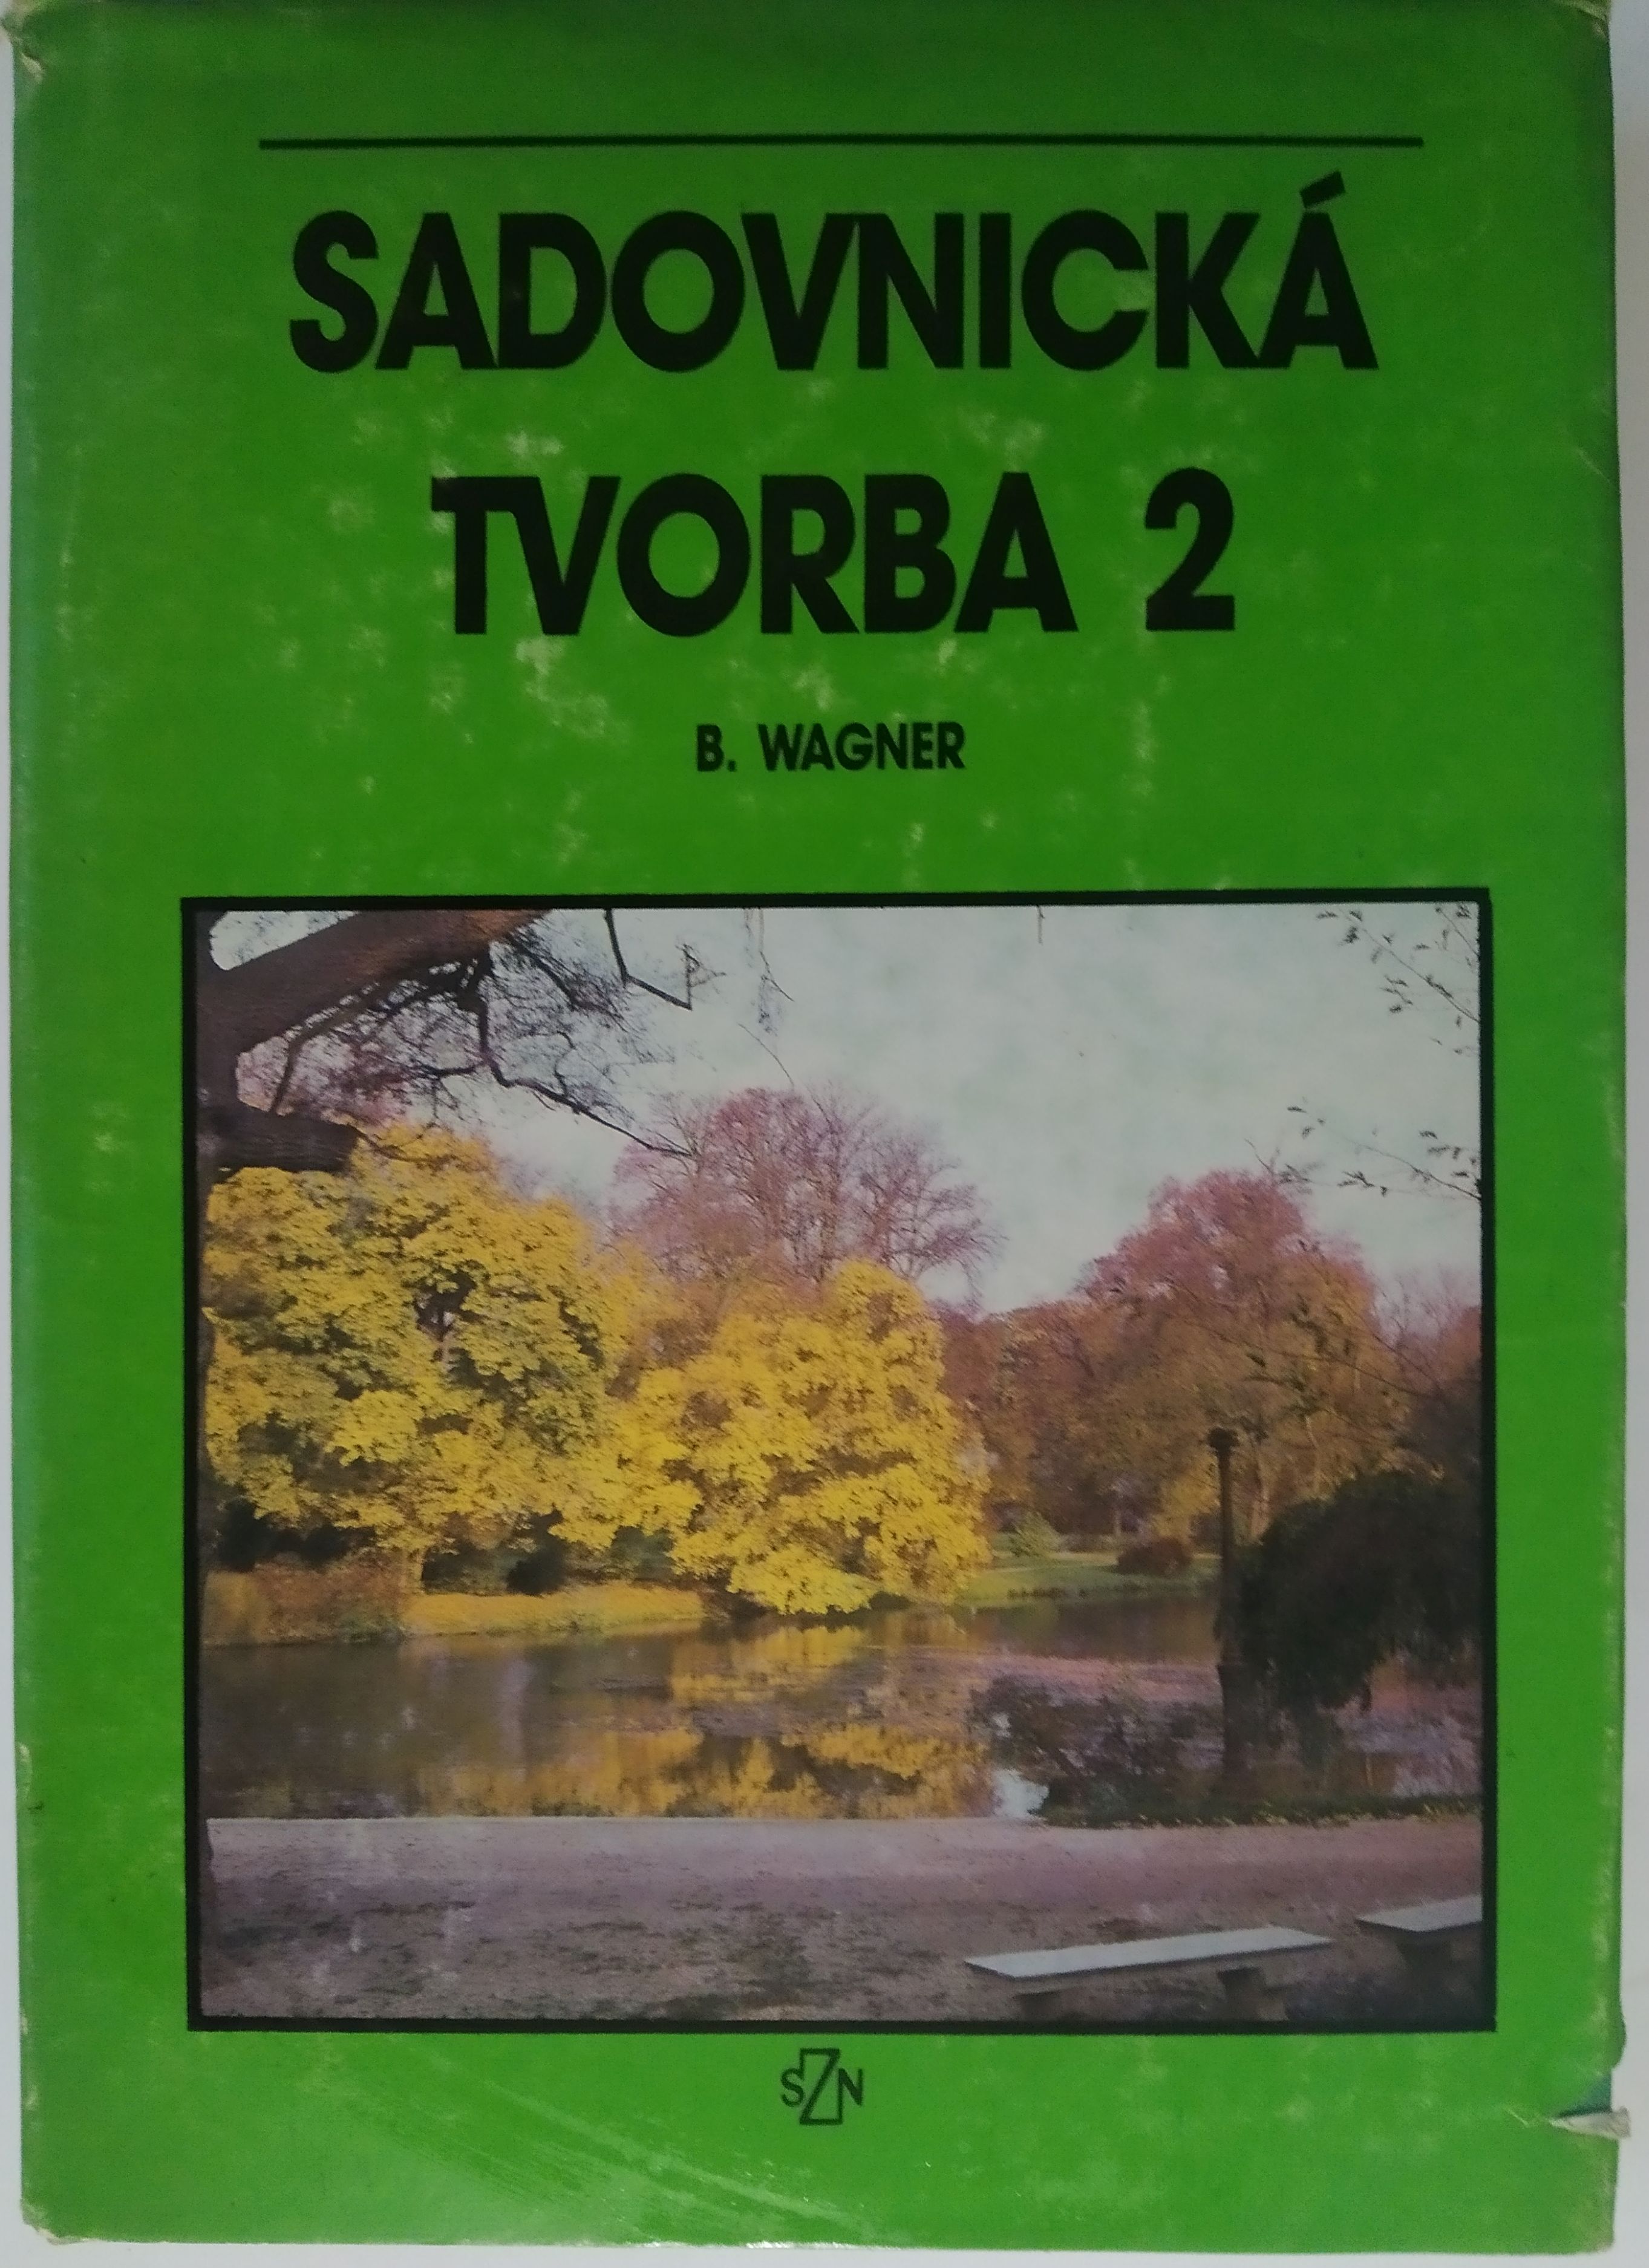 SADOVNICKÁ
TVORBA 2
B. WAGNER
SZN